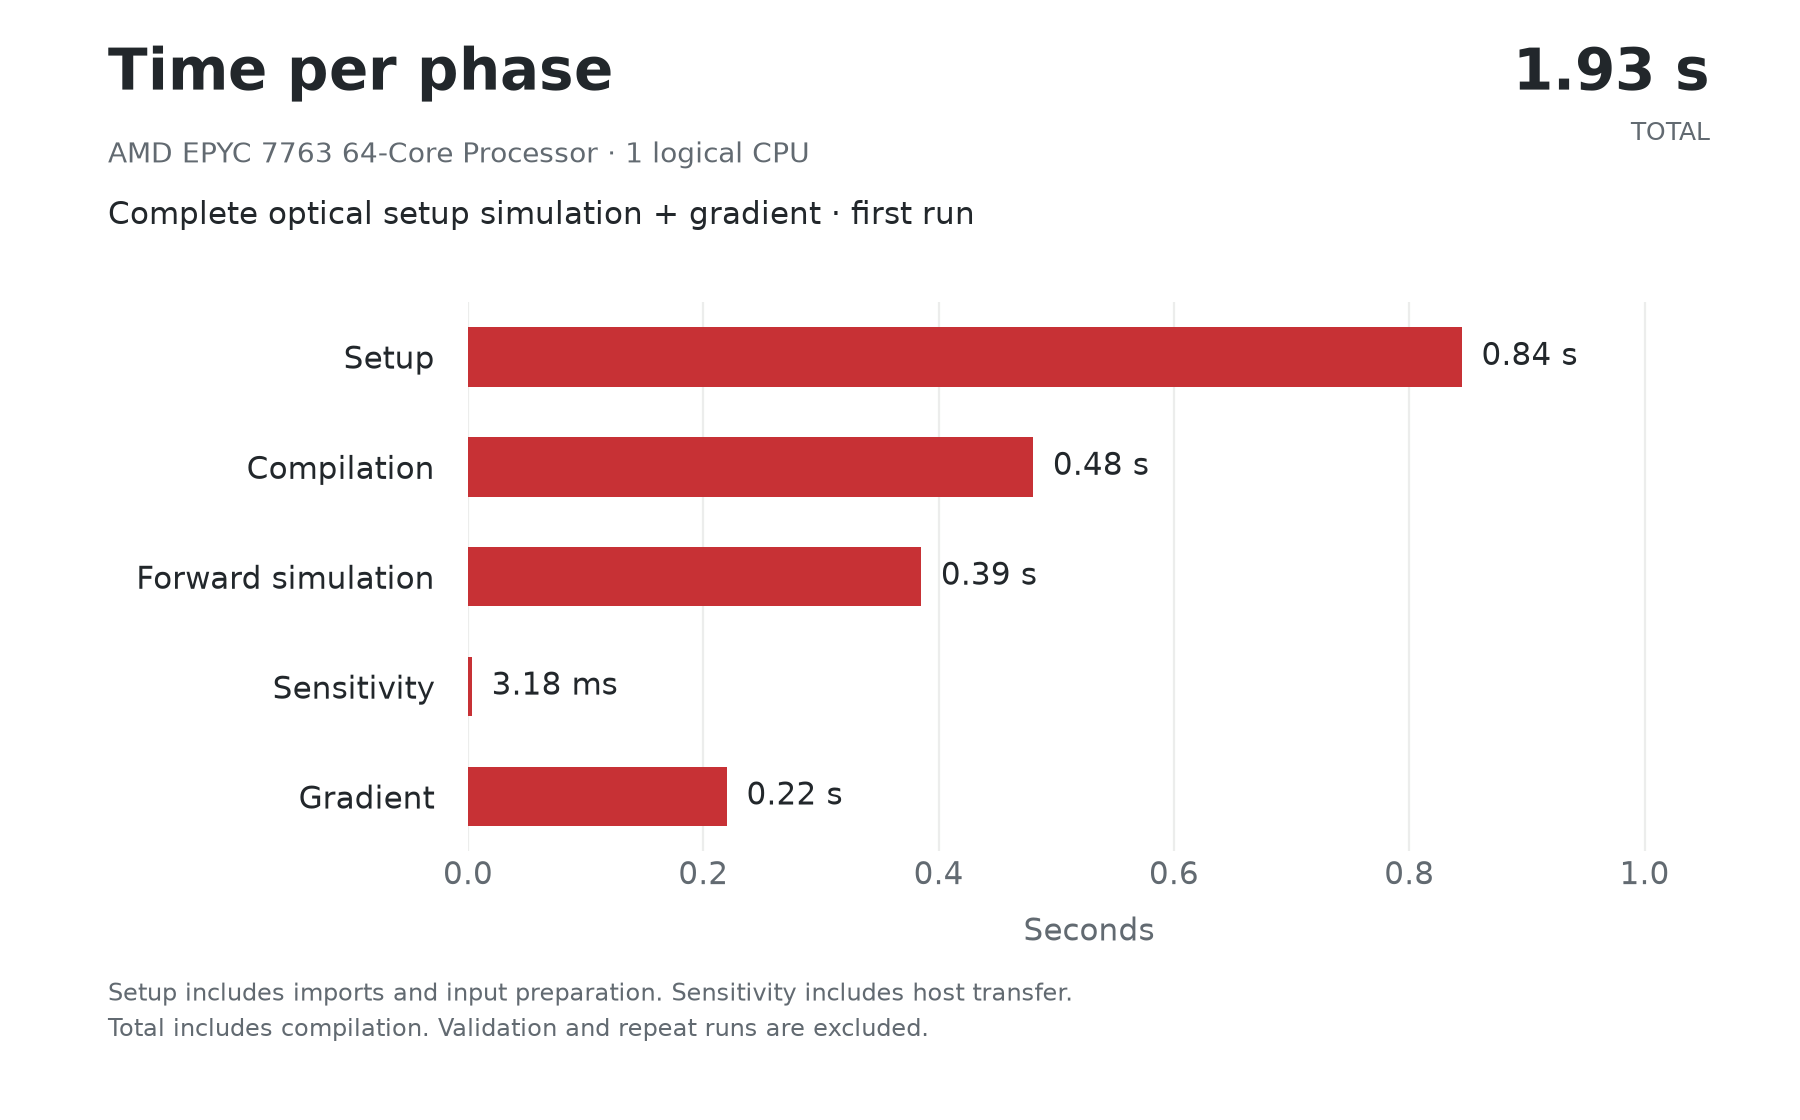 Time per phase
1.93 s
TOTAL
AMD EPYC 7763 64-Core Processor · 1 logical CPU
Complete optical setup simulation + gradient · first run
Setup
0.84 s
Compilation
0.48 s
Forward simulation
0.39 s
Sensitivity
3.18 ms
Gradient
0.22 s
0.0 0.2 0.4 0.6 0.8 1.0
Seconds
Setup includes imports and input preparation. Sensitivity includes host transfer.
Total includes compilation. Validation and repeat runs are excluded.